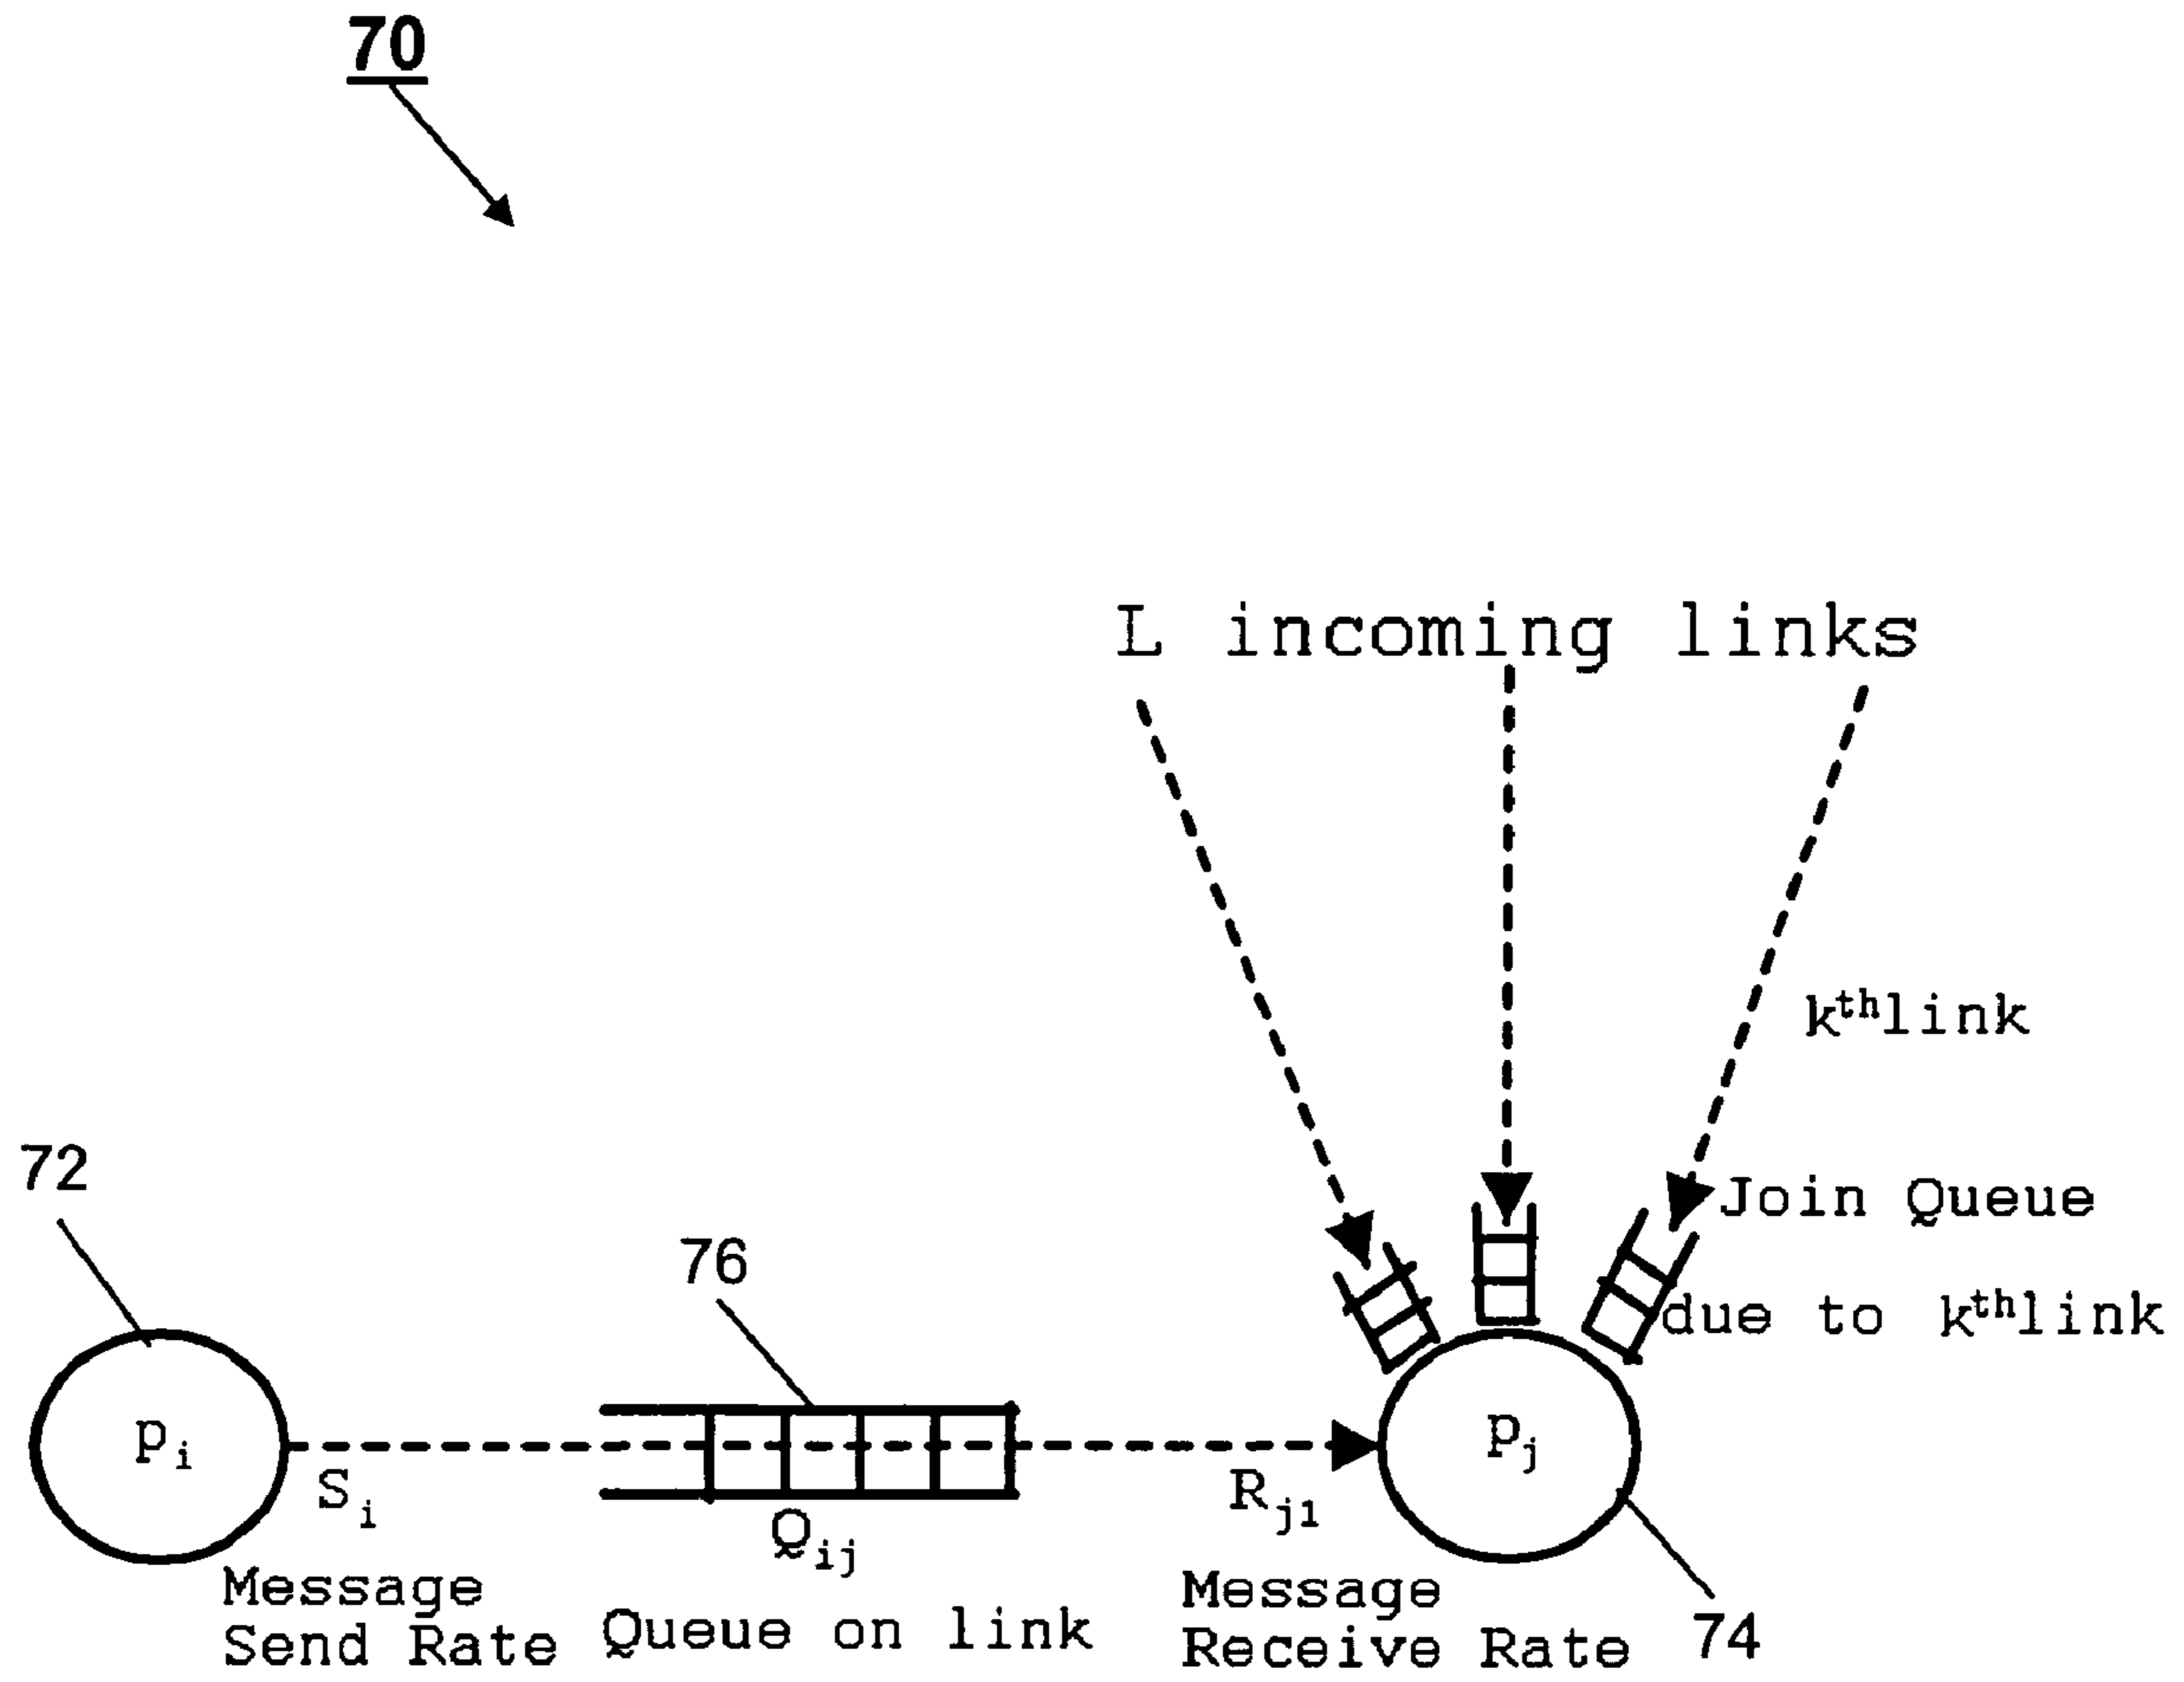 70
L incoming links
kᵗʰlink
72
Join Queue
76
due to kᵗʰlink
Pᵢ
Pⱼ
Sᵢ
Rⱼ₁
Qᵢⱼ
Message
Send Rate
Queue on link
Message
Receive Rate
74